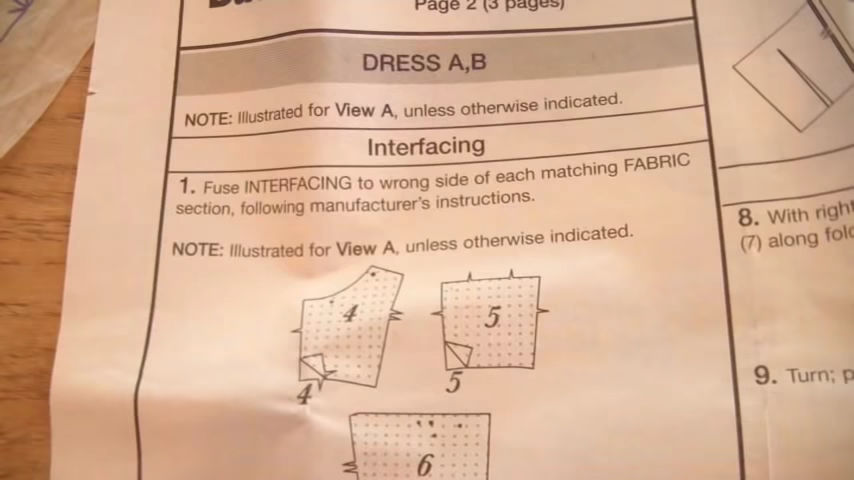 Page 2 (3 pages)
DRESS A,B
NOTE: Illustrated for View A, unless otherwise indicated.
Interfacing
1. Fuse INTERFACING to wrong side of each matching FABRIC
section, following manufacturer's instructions.
NOTE: Illustrated for View A, unless otherwise indicated.
4
5
4
5
6
8. With right
(7) along
9. Turn;